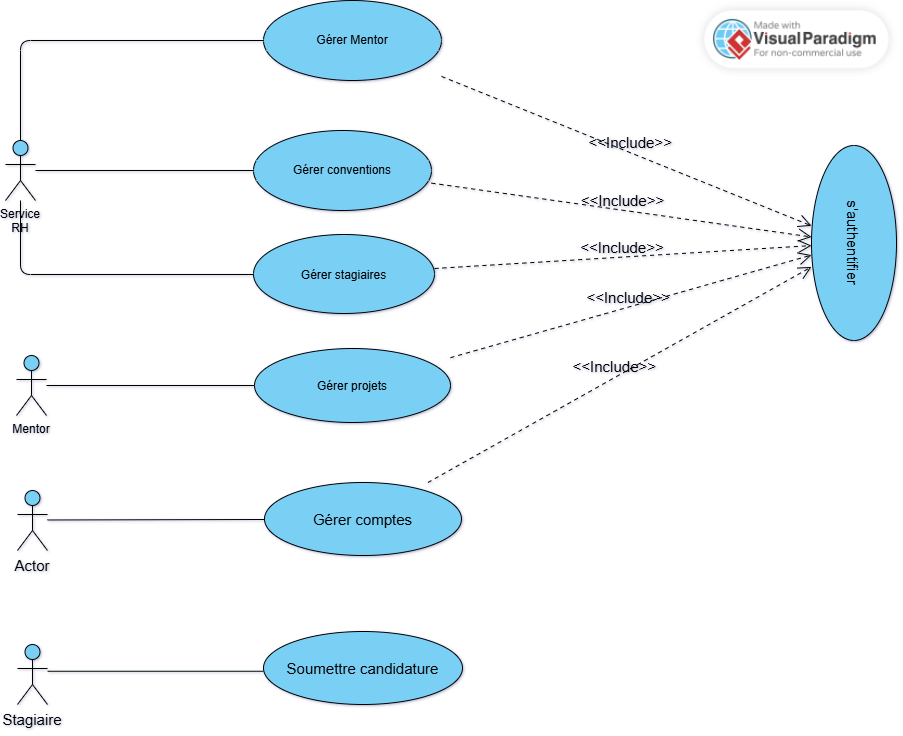 Made with
Visual Paradigm
For non-commercial use
Gérer Mentor
<<Include>>
Gérer conventions
<<Include>>
Service
RH
s'authentifier
<<Include>>
Gérer stagiaires
<<Include>>
Gérer projets
Mentor
<<Include>>
Gérer comptes
Actor
Soumettre candidature
Stagiaire